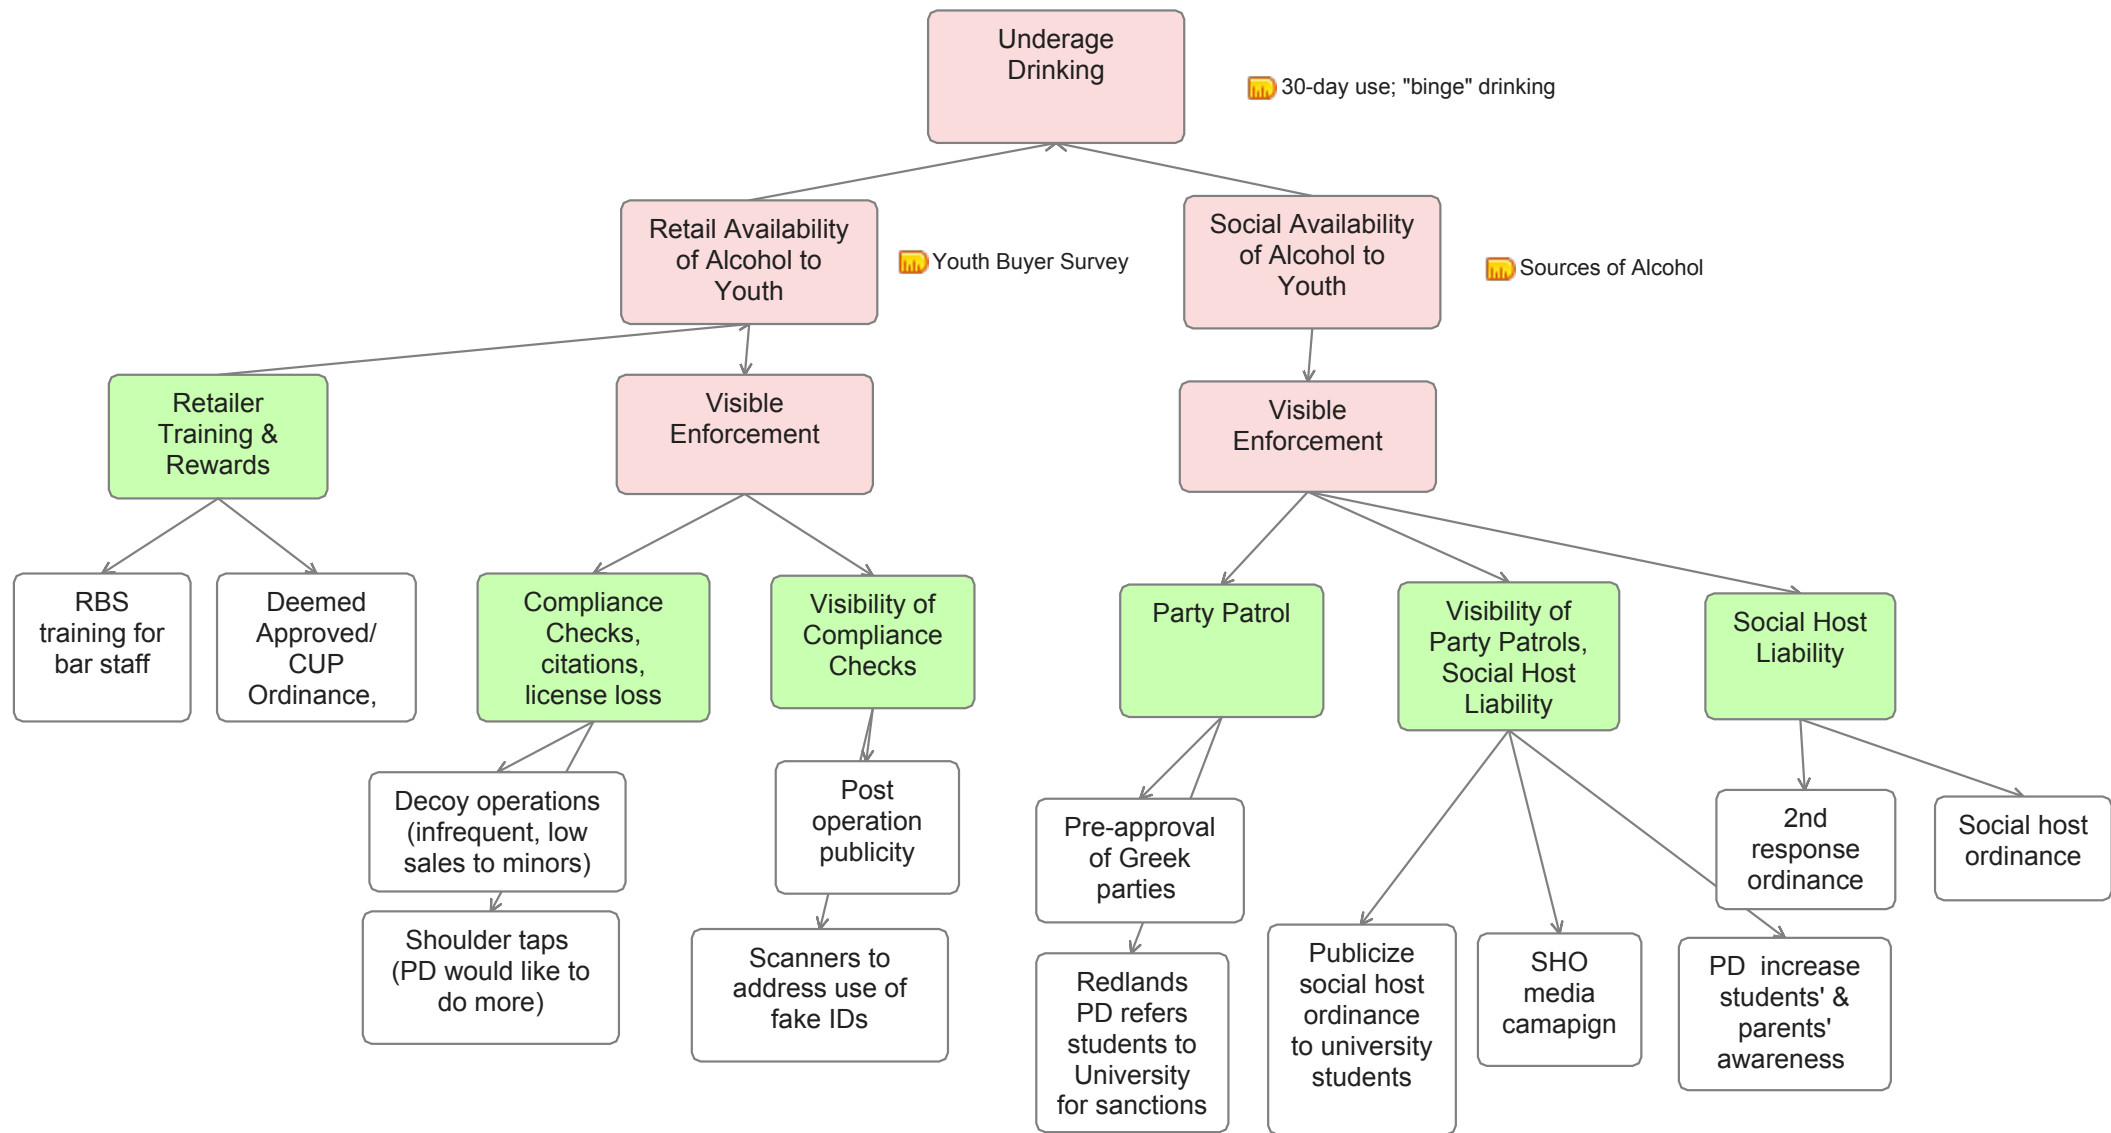 Underage
Drinking
30-day use; "binge" drinking
Retail Availability
of Alcohol to
Youth
Youth Buyer Survey
Social Availability
of Alcohol to
Youth
Sources of Alcohol
Retailer
Training &
Rewards
Visible
Enforcement
Visible
Enforcement
RBS
training for
bar staff
Deemed
Approved/
CUP
Ordinance,
Compliance
Checks,
citations,
license loss
Visibility of
Compliance
Checks
Party Patrol
Visibility of
Party Patrols,
Social Host
Liability
Social Host
Liability
Decoy operations
(infrequent, low
sales to minors)
Post
operation
publicity
Pre-approval
of Greek
parties
2nd
response
ordinance
Social host
ordinance
Shoulder taps
(PD would like to
do more)
Scanners to
address use of
fake IDs
Redlands
PD refers
students to
University
for sanctions
Publicize
social host
ordinance
to university
students
SHO
media
camapign
PD  increase
students' &
parents'
awareness